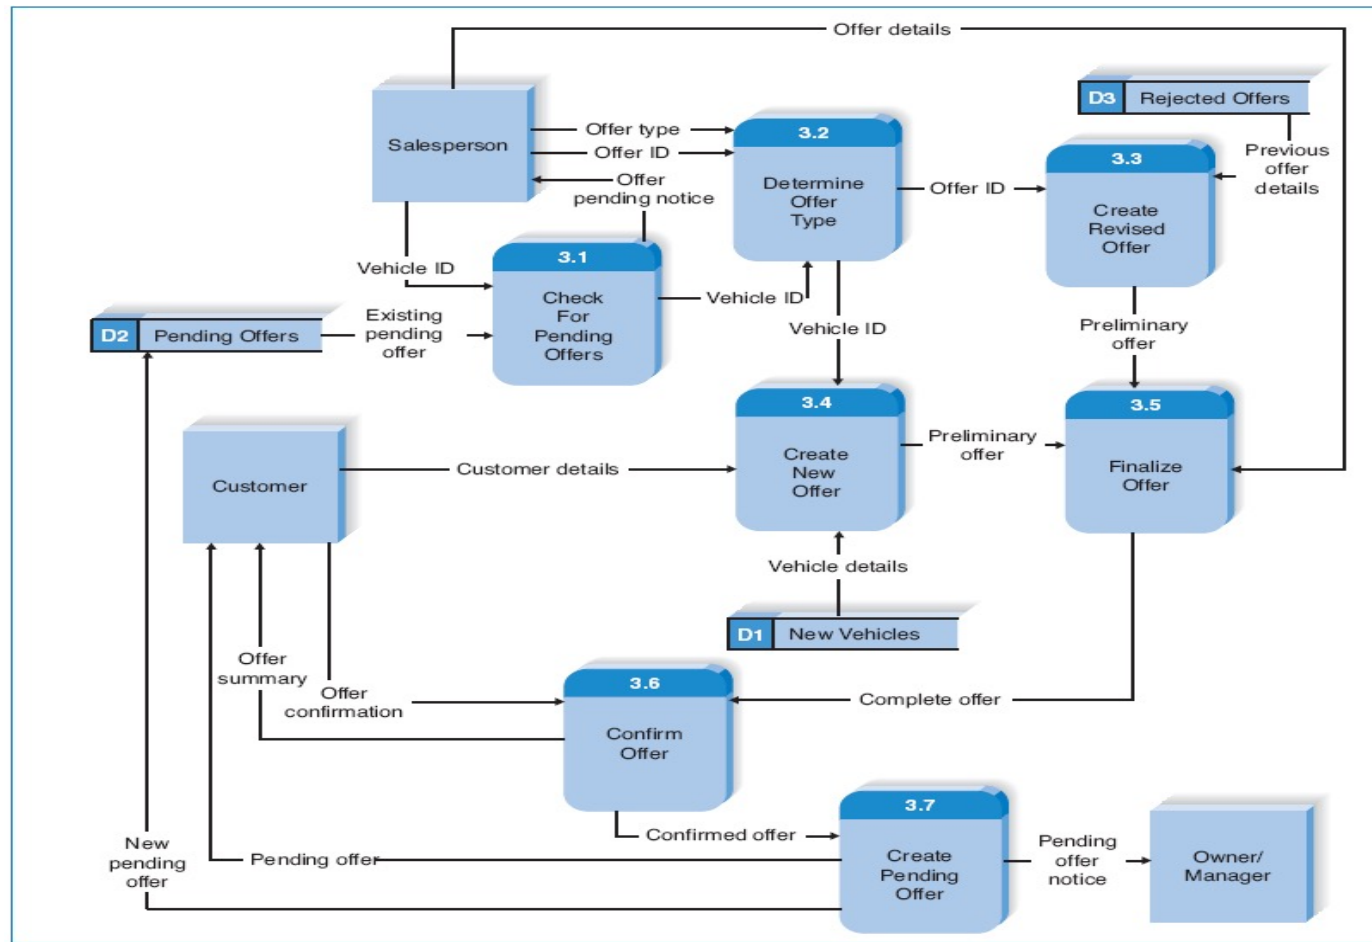 Offer details
D3 Rejected Offers
Salesperson
Offer type
Offer ID
Offer
pending notice
3.2
Determine
Offer
Type
Offer ID
3.3
Create
Revised
Offer
Previous
offer
details
Vehicle ID
3.1
Check
For
Pending
Offers
Vehicle ID
Vehicle ID
Preliminary
offer
D2 Pending Offers
Existing
pending
offer
Customer
Customer details
3.4
Create
New
Offer
Preliminary
offer
3.5
Finalize
Offer
Vehicle details
D1 New Vehicles
Offer
summary
Offer
confirmation
3.6
Confirm
Offer
Complete offer
Confirmed offer
3.7
Create
Pending
Offer
Pending
offer
notice
Owner/
Manager
New
pending
offer
Pending offer